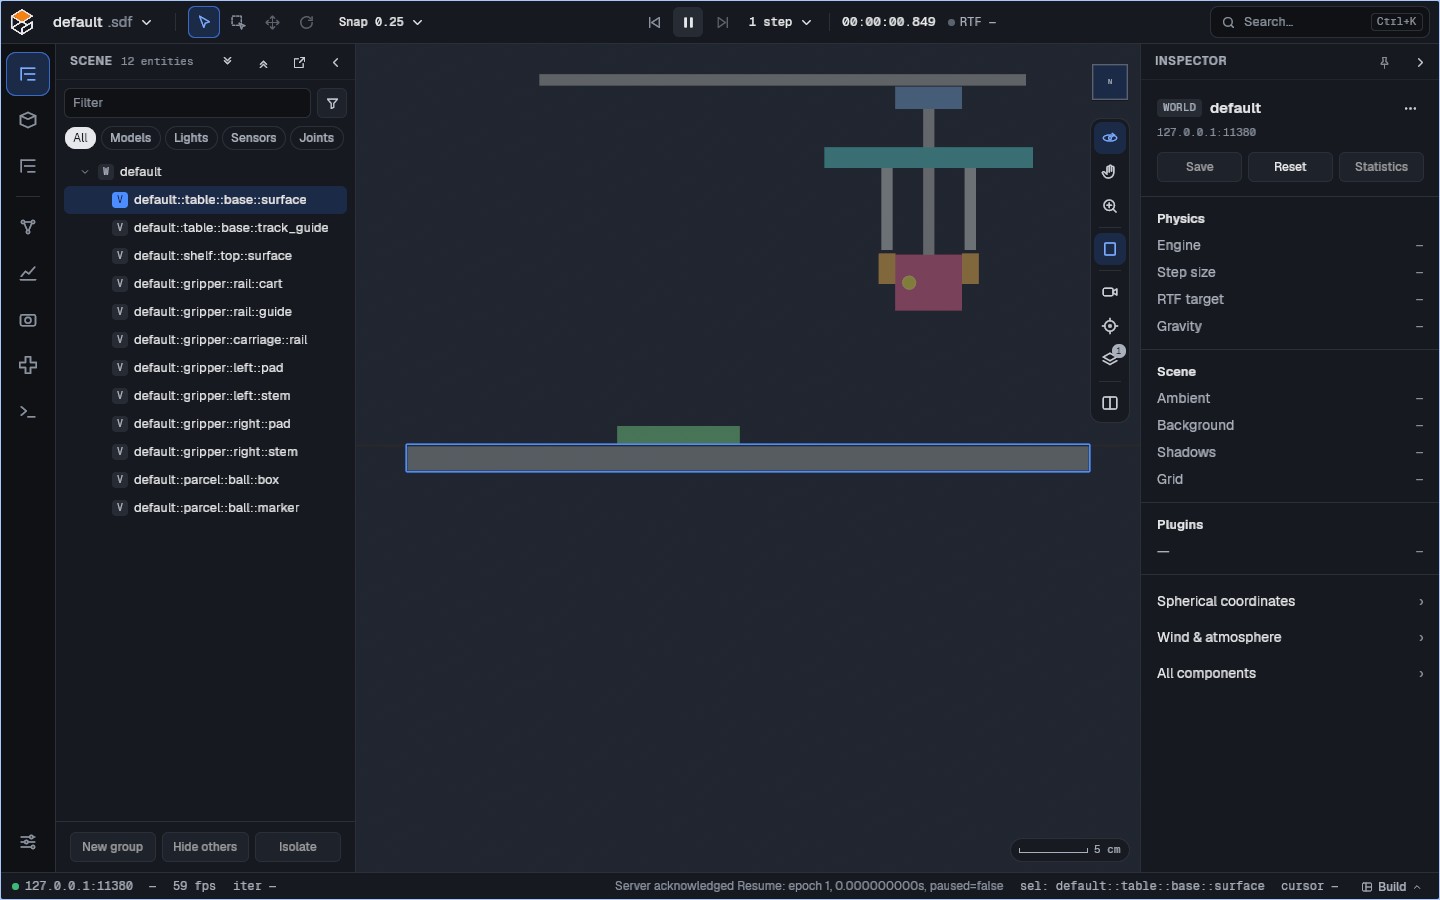 default .sdf
Snap 0.25
1 step
00:00:00.849
RTF –
Search...
Ctrl+K
SCENE 12 entities
Filter
All
Models
Lights
Sensors
Joints
W default
V default::table::base::surface
V default::table::base::track_guide
V default::shelf::top::surface
V default::gripper::rail::cart
V default::gripper::rail::guide
V default::gripper::carriage::rail
V default::gripper::left::pad
V default::gripper::left::stem
V default::gripper::right::pad
V default::gripper::right::stem
V default::parcel::ball::box
V default::parcel::ball::marker
New group
Hide others
Isolate
N
1
5 cm
INSPECTOR
WORLD default
127.0.0.1:11380
Save
Reset
Statistics
Physics
Engine –
Step size –
RTF target –
Gravity –
Scene
Ambient –
Background –
Shadows –
Grid –
Plugins
— –
Spherical coordinates ›
Wind & atmosphere ›
All components ›
127.0.0.1:11380 – 59 fps iter –
Server acknowledged Resume: epoch 1, 0.000000000s, paused=false
sel: default::table::base::surface
cursor –
Build